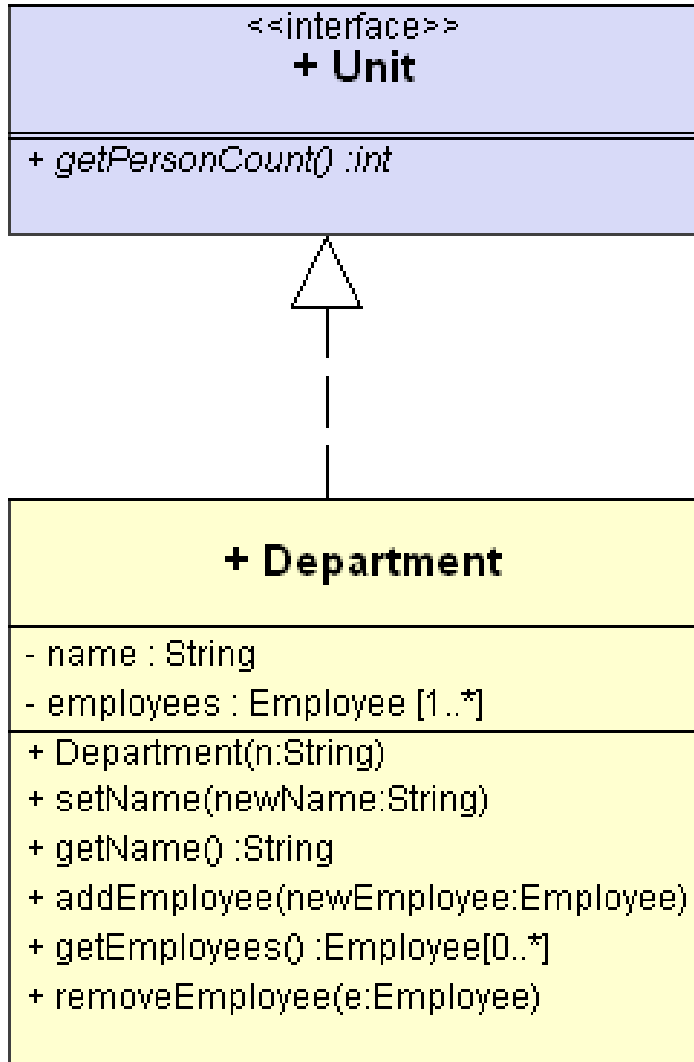 <<interface>>
+ Unit
+ getPersonCount() :int
+ Department
- name : String
- employees : Employee [1..*]
+ Department(n:String)
+ setName(newName:String)
+ getName() :String
+ addEmployee(newEmployee:Employee)
+ getEmployees() :Employee[0..*]
+ removeEmployee(e:Employee)